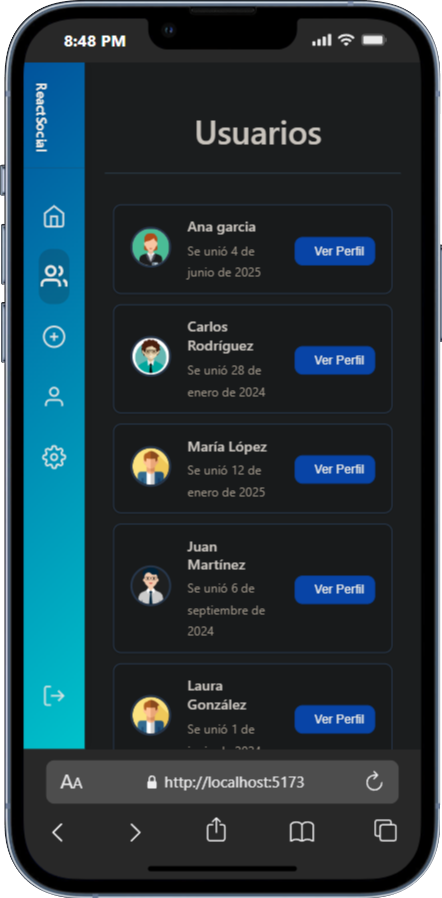 8:48 PM
ReactSocial
Usuarios
Ana garcia
Se unió 4 de
junio de 2025
Ver Perfil
Carlos
Rodríguez
Se unió 28 de
enero de 2024
Ver Perfil
María López
Se unió 12 de
enero de 2025
Ver Perfil
Juan
Martínez
Se unió 6 de
septiembre de
2024
Ver Perfil
Laura
González
Se unió 1 de
Ver Perfil
AA
http://localhost:5173